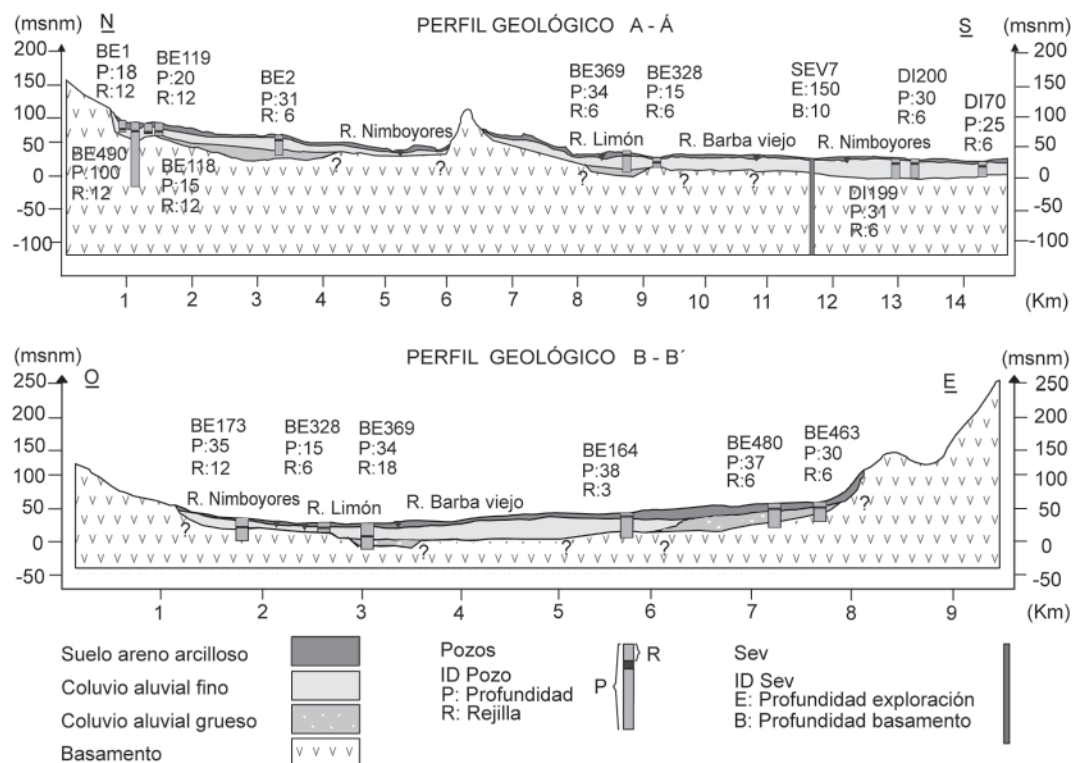 PERFIL GEOLÓGICO A - Á
(msnm)
N
S
(msnm)
200
150
100
50
0
-50
-100
BE1
P:18
R:12
BE119
P:20
R:12
BE2
P:31
R: 6
BE369
P:34
R:6
BE328
P:15
R:6
SEV7
E:150
B:10
DI200
P:30
R:6
DI70
P:25
R:6
R. Nimboyores
R. Limón
R. Barba viejo
R. Nimboyores
BE490
P:100
R:12
BE118
P:15
R:12
DI199
P:31
R:6
? ? ? ? ?
200
150
100
50
0
-50
-100
1 2 3 4 5 6 7 8 9 10 11 12 13 14 (Km)
PERFIL GEOLÓGICO B - B´
(msnm)
O
E
(msnm)
250
200
150
100
50
0
-50
BE173
P:35
R:12
BE328
P:15
R:6
BE369
P:34
R:18
BE164
P:38
R:3
BE480
P:37
R:6
BE463
P:30
R:6
R. Nimboyores
R. Limón
R. Barba viejo
? ? ? ? ?
250
200
150
100
50
0
-50
1 2 3 4 5 6 7 8 9 (Km)
Suelo areno arcilloso
Coluvio aluvial fino
Coluvio aluvial grueso
Basamento
Pozos
ID Pozo
P: Profundidad
R: Rejilla
P
R
Sev
ID Sev
E: Profundidad exploración
B: Profundidad basamento